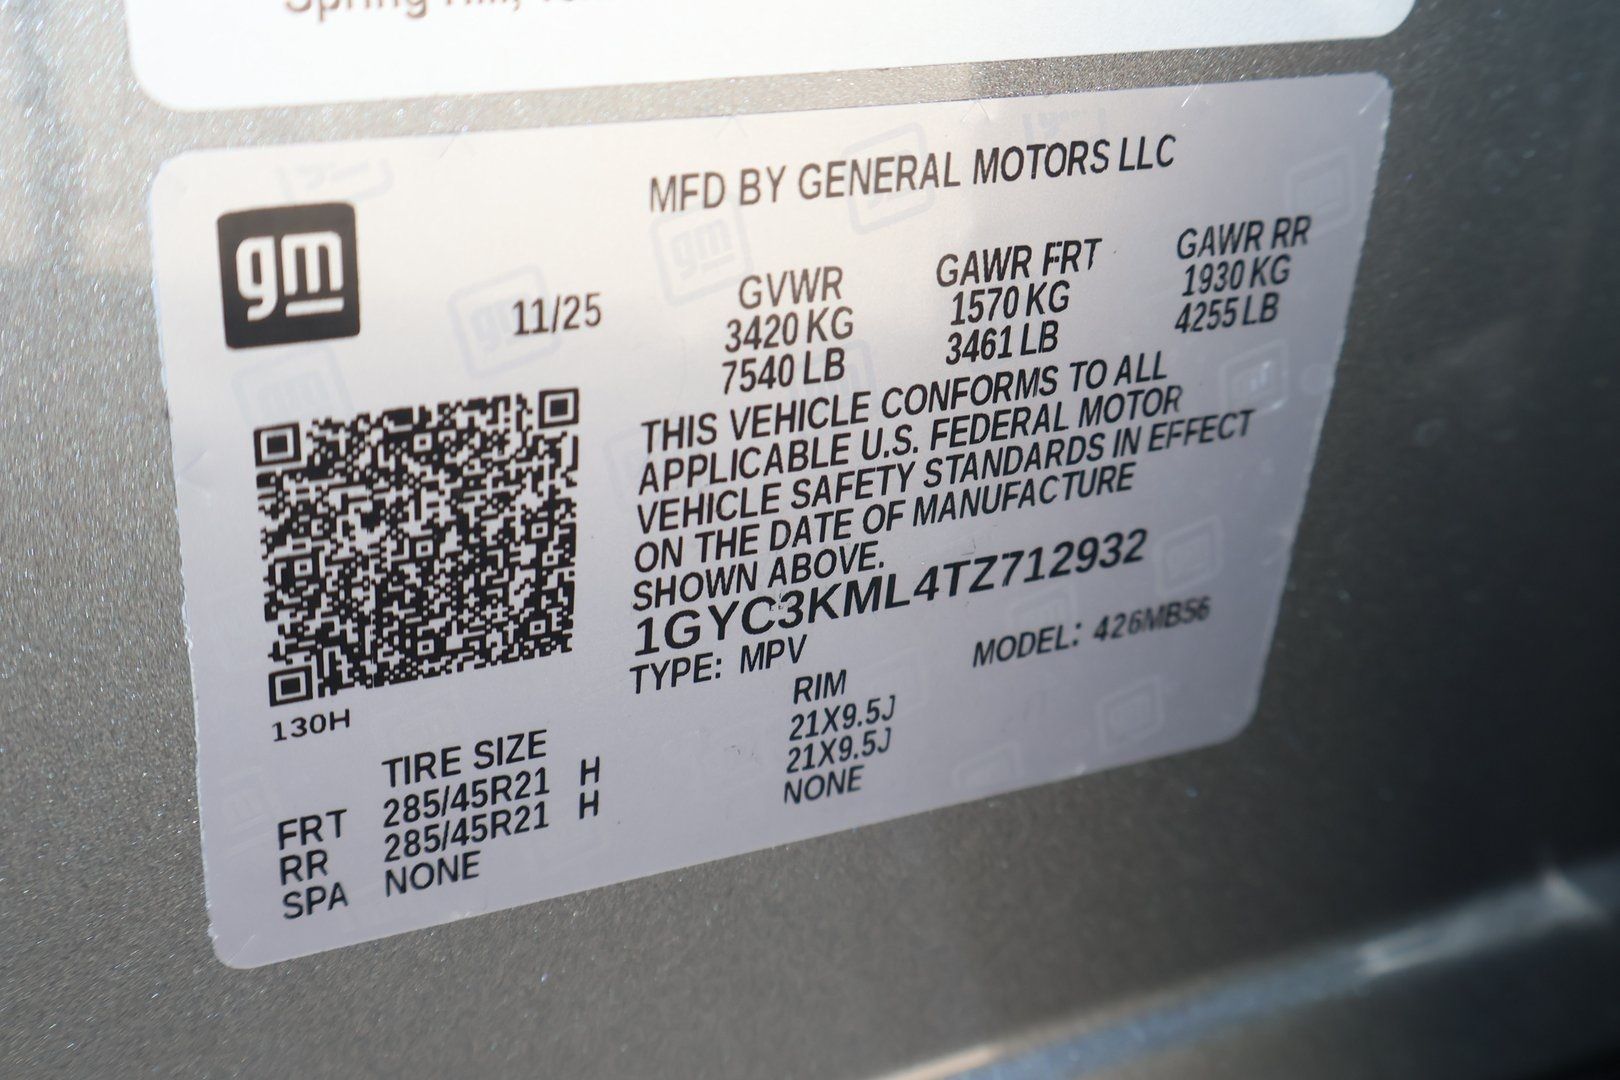 Spring Hill,
MFD BY GENERAL MOTORS LLC
gm
11/25
GVWR GAWR FRT GAWR RR
3420 KG 1570 KG 1930 KG
7540 LB 3461 LB 4255 LB
THIS VEHICLE CONFORMS TO ALL
APPLICABLE U.S. FEDERAL MOTOR
VEHICLE SAFETY STANDARDS IN EFFECT
ON THE DATE OF MANUFACTURE
SHOWN ABOVE.
1GYC3KML4TZ712932
TYPE: MPV MODEL: 426MB56
130H
TIRE SIZE RIM
FRT 285/45R21 H 21X9.5J
RR 285/45R21 H 21X9.5J
SPA NONE NONE